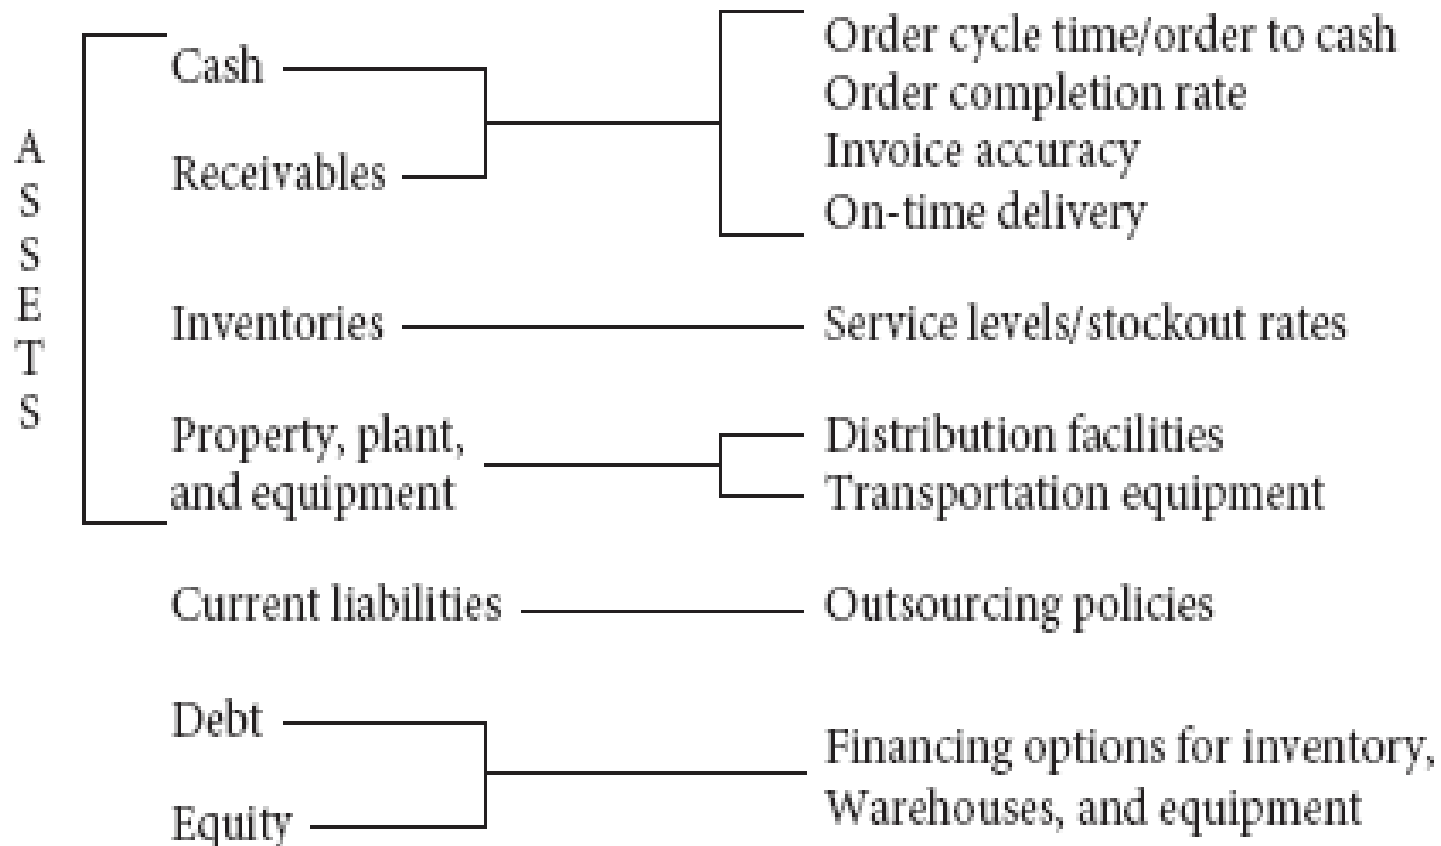 ASSETS
Cash
Receivables
Order cycle time/order to cash
Order completion rate
Invoice accuracy
On-time delivery
Inventories
Service levels/stockout rates
Property, plant,
and equipment
Distribution facilities
Transportation equipment
Current liabilities
Outsourcing policies
Debt
Equity
Financing options for inventory,
Warehouses, and equipment